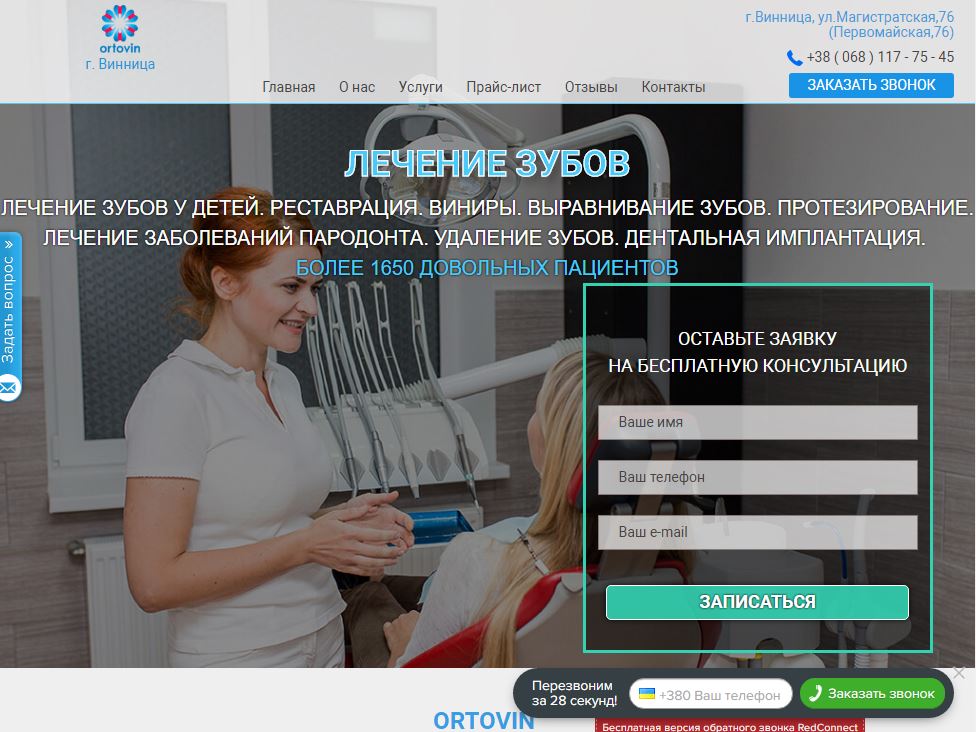 ortovin
г. Винница
г.Винница, ул.Магистратская,76
(Первомайская,76)
+38 ( 068 ) 117 - 75 - 45
ЗАКАЗАТЬ ЗВОНОК
Главная О нас Услуги Прайс-лист Отзывы Контакты
ЛЕЧЕНИЕ ЗУБОВ
ЛЕЧЕНИЕ ЗУБОВ У ДЕТЕЙ. РЕСТАВРАЦИЯ. ВИНИРЫ. ВЫРАВНИВАНИЕ ЗУБОВ. ПРОТЕЗИРОВАНИЕ.
ЛЕЧЕНИЕ ЗАБОЛЕВАНИЙ ПАРОДОНТА. УДАЛЕНИЕ ЗУБОВ. ДЕНТАЛЬНАЯ ИМПЛАНТАЦИЯ.
БОЛЕЕ 1650 ДОВОЛЬНЫХ ПАЦИЕНТОВ
Задать вопрос »
ОСТАВЬТЕ ЗАЯВКУ
НА БЕСПЛАТНУЮ КОНСУЛЬТАЦИЮ
Ваше имя
Ваш телефон
Ваш e-mail
ЗАПИСАТЬСЯ
Перезвоним
за 28 секунд!
+380 Ваш телефон
Заказать звонок
ORTOVIN
Бесплатная версия обратного звонка RedConnect